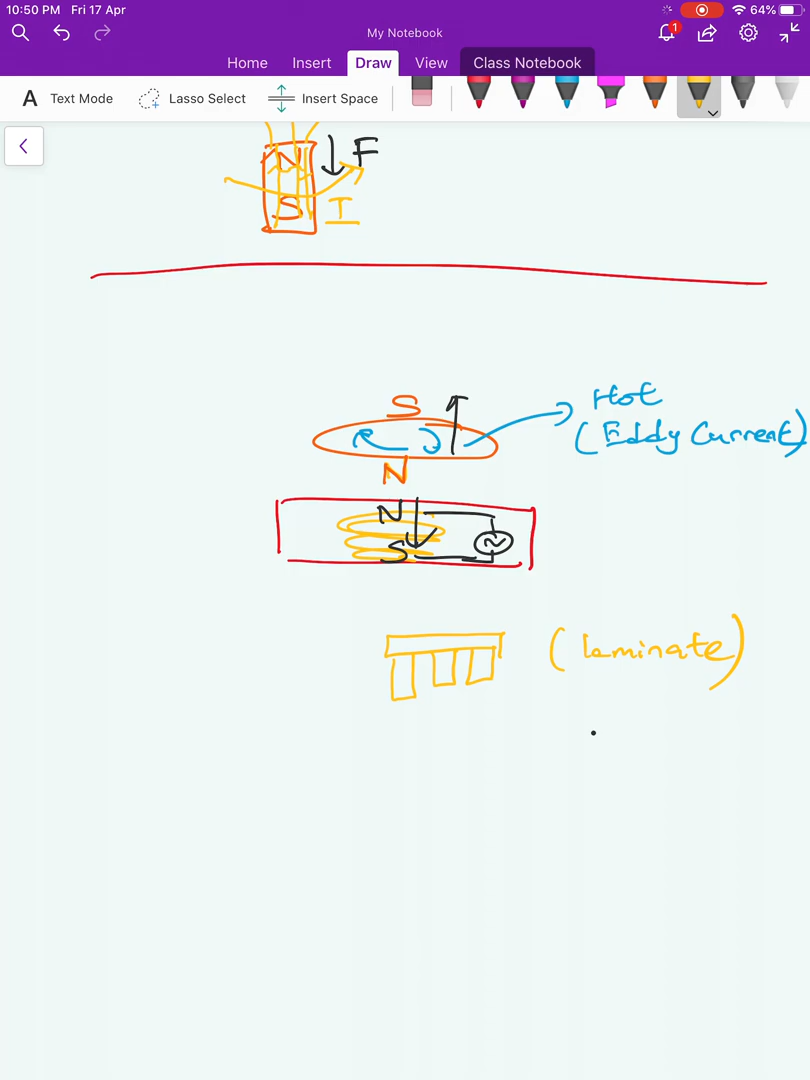 10:50 PM Fri 17 Apr
64%
My Notebook
1
Home Insert Draw View Class Notebook
A Text Mode Lasso Select Insert Space
N F
S I
S
Hot
(Eddy Current)
N
N
S
(laminate)